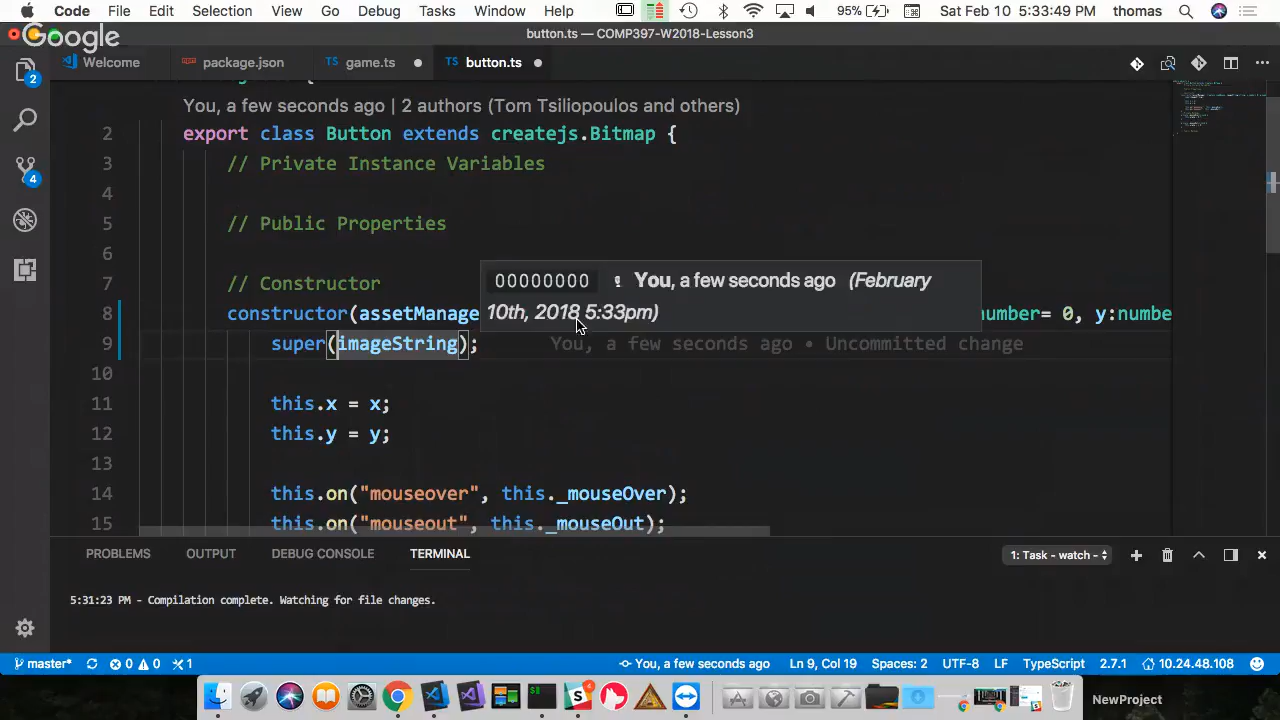 Code File Edit Selection View Go Debug Tasks Window Help 95% Sat Feb 10 5:33:49 PM thomas
Google
button.ts — COMP397-W2018-Lesson3
Welcome package.json TS game.ts TS button.ts
You, a few seconds ago | 2 authors (Tom Tsiliopoulos and others)
2 export class Button extends createjs.Bitmap {
3 // Private Instance Variables
4
5 // Public Properties
6
7 // Constructor
00000000 You, a few seconds ago (February
10th, 2018 5:33pm)
8 constructor(assetManage number= 0, y:numbe
9 super(imageString); You, a few seconds ago • Uncommitted change
10
11 this.x = x;
12 this.y = y;
13
14 this.on("mouseover", this._mouseOver);
15 this.on("mouseout", this._mouseOut);
2
4
PROBLEMS OUTPUT DEBUG CONSOLE TERMINAL 1: Task - watch -
5:31:23 PM - Compilation complete. Watching for file changes.
master* 0 0 1 You, a few seconds ago Ln 9, Col 19 Spaces: 2 UTF-8 LF TypeScript 2.7.1 10.24.48.108
4
NewProject